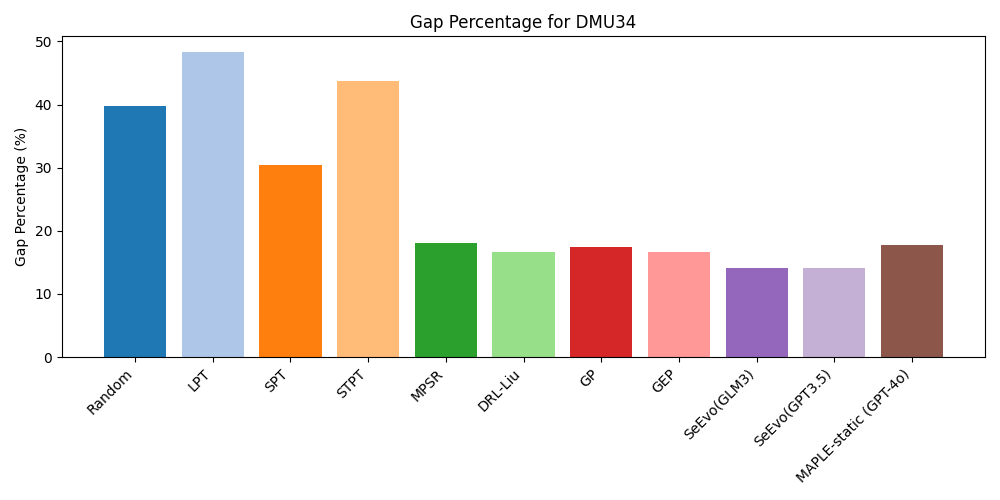 Gap Percentage for DMU34
Gap Percentage (%)
50
40
30
20
10
0
Random
LPT
SPT
STPT
MPSR
DRL-Liu
GP
GEP
SeEvo(GLM3)
SeEvo(GPT3.5)
MAPLE-static (GPT-4o)